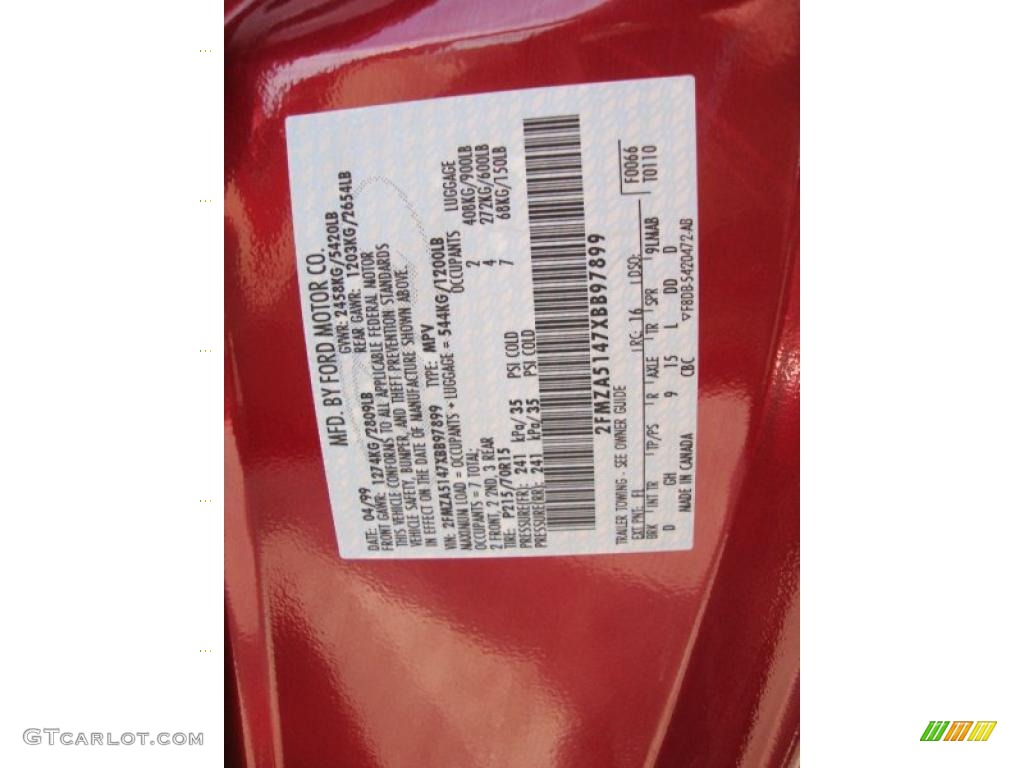 MFD. BY FORD MOTOR CO.
DATE: 04/99 GVWR: 2458KG/5420LB
FRONT GAWR: 1274KG/2809LB REAR GAWR: 1203KG/2654LB
THIS VEHICLE CONFORMS TO ALL APPLICABLE FEDERAL MOTOR
VEHICLE SAFETY, BUMPER, AND THEFT PREVENTION STANDARDS
IN EFFECT ON THE DATE OF MANUFACTURE SHOWN ABOVE.
VIN: 2FMZA5147XBB97899 TYPE: MPV
MAXIMUM LOAD = OCCUPANTS + LUGGAGE = 544KG/1200LB
OCCUPANTS = 7 TOTAL: OCCUPANTS LUGGAGE
2 FRONT, 2 2ND, 3 REAR 2 408KG/900LB
TIRE: P215/70R15 4 272KG/600LB
PRESSURE(FR): 241 kPa/35 PSI COLD 7 68KG/150LB
PRESSURE(RR): 241 kPa/35 PSI COLD
2FMZA5147XBB97899
TRAILER TOWING - SEE OWNER GUIDE F0066
EXT PNT: FL RC: 16 DSO: T0110
BRK INT TR TP/PS R AXLE TR SPR 9LMAB
D GH 9 15 L DD D
MADE IN CANADA CBC ▽F8DB-5420472-AB
GTCARLOT.COM